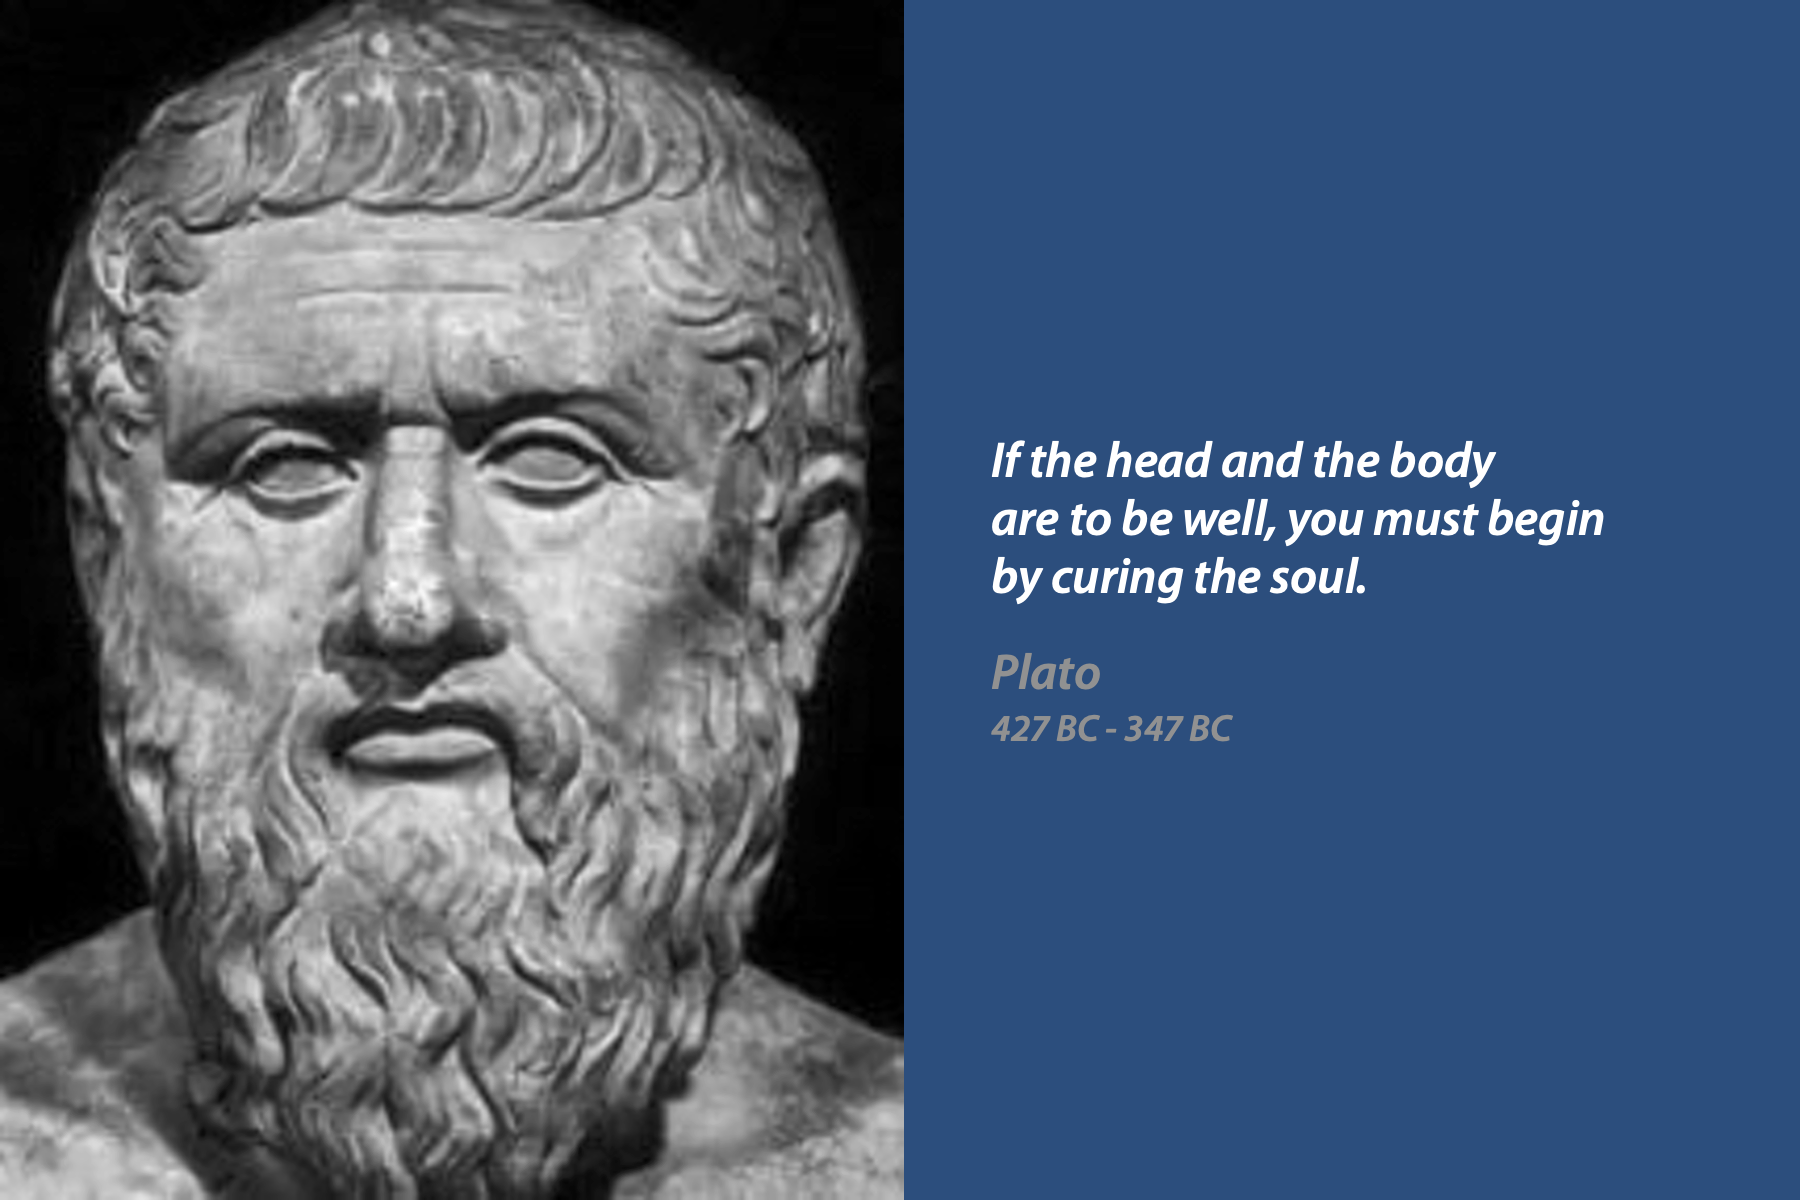 If the head and the body
are to be well, you must begin
by curing the soul.
Plato
427 BC - 347 BC